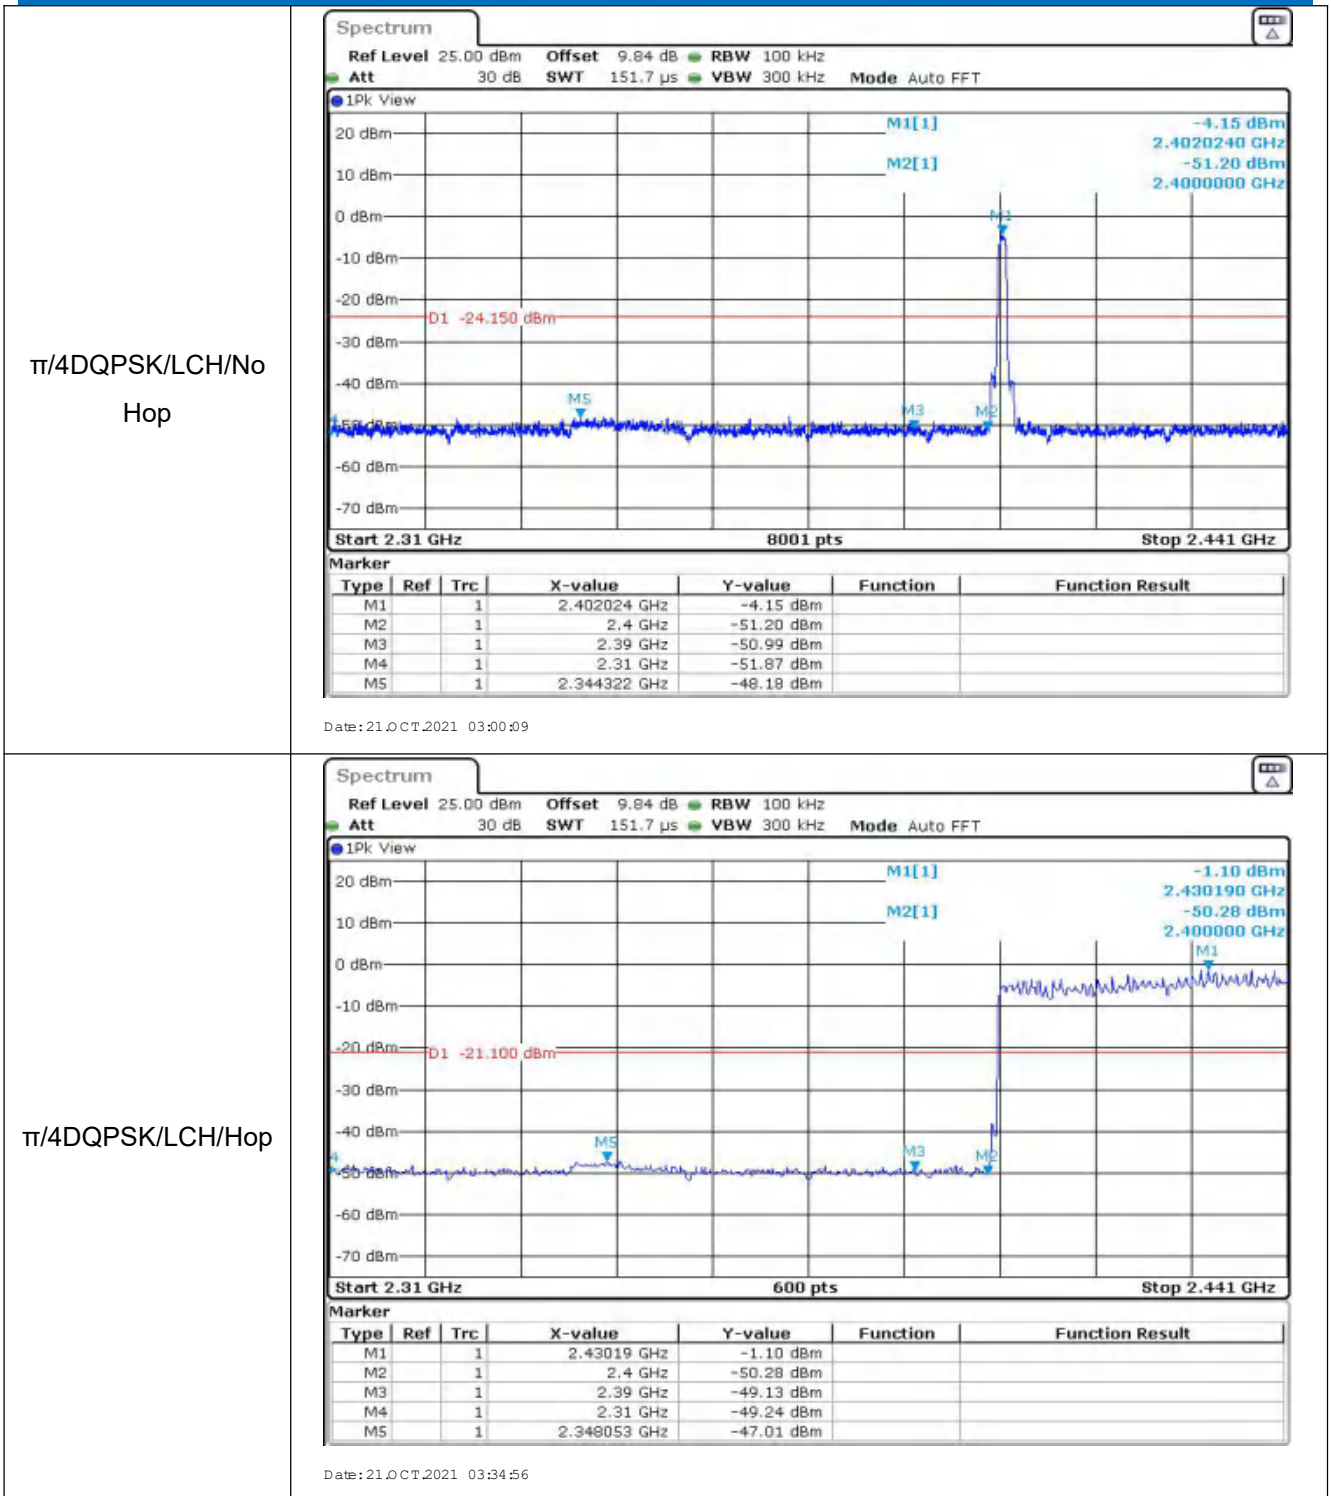 π/4DQPSK/LCH/No
Hop
Spectrum
Ref Level 25.00 dBm Offset 9.84 dB RBW 100 kHz
Att 30 dB SWT 151.7 µs VBW 300 kHz Mode Auto FFT
1Pk View
M1[1] -4.15 dBm
2.4020240 GHz
M2[1] -51.20 dBm
2.4000000 GHz
20 dBm
10 dBm
0 dBm
M1
-10 dBm
-20 dBm
D1 -24.150 dBm
-30 dBm
-40 dBm
M5
M3
M2
-50 dBm
-60 dBm
-70 dBm
Start 2.31 GHz 8001 pts Stop 2.441 GHz
Marker
Type Ref Trc X-value Y-value Function Function Result
M1 1 2.402024 GHz -4.15 dBm
M2 1 2.4 GHz -51.20 dBm
M3 1 2.39 GHz -50.99 dBm
M4 1 2.31 GHz -51.87 dBm
M5 1 2.344322 GHz -48.18 dBm
Date: 21.OCT.2021 03:00:09
π/4DQPSK/LCH/Hop
Spectrum
Ref Level 25.00 dBm Offset 9.84 dB RBW 100 kHz
Att 30 dB SWT 151.7 µs VBW 300 kHz Mode Auto FFT
1Pk View
M1[1] -1.10 dBm
2.430190 GHz
M2[1] -50.28 dBm
2.400000 GHz
20 dBm
10 dBm
M1
0 dBm
-10 dBm
-20 dBm
D1 -21.100 dBm
-30 dBm
-40 dBm
M5
M3
M2
4
-50 dBm
-60 dBm
-70 dBm
Start 2.31 GHz 600 pts Stop 2.441 GHz
Marker
Type Ref Trc X-value Y-value Function Function Result
M1 1 2.43019 GHz -1.10 dBm
M2 1 2.4 GHz -50.28 dBm
M3 1 2.39 GHz -49.13 dBm
M4 1 2.31 GHz -49.24 dBm
M5 1 2.348053 GHz -47.01 dBm
Date: 21.OCT.2021 03:34:56